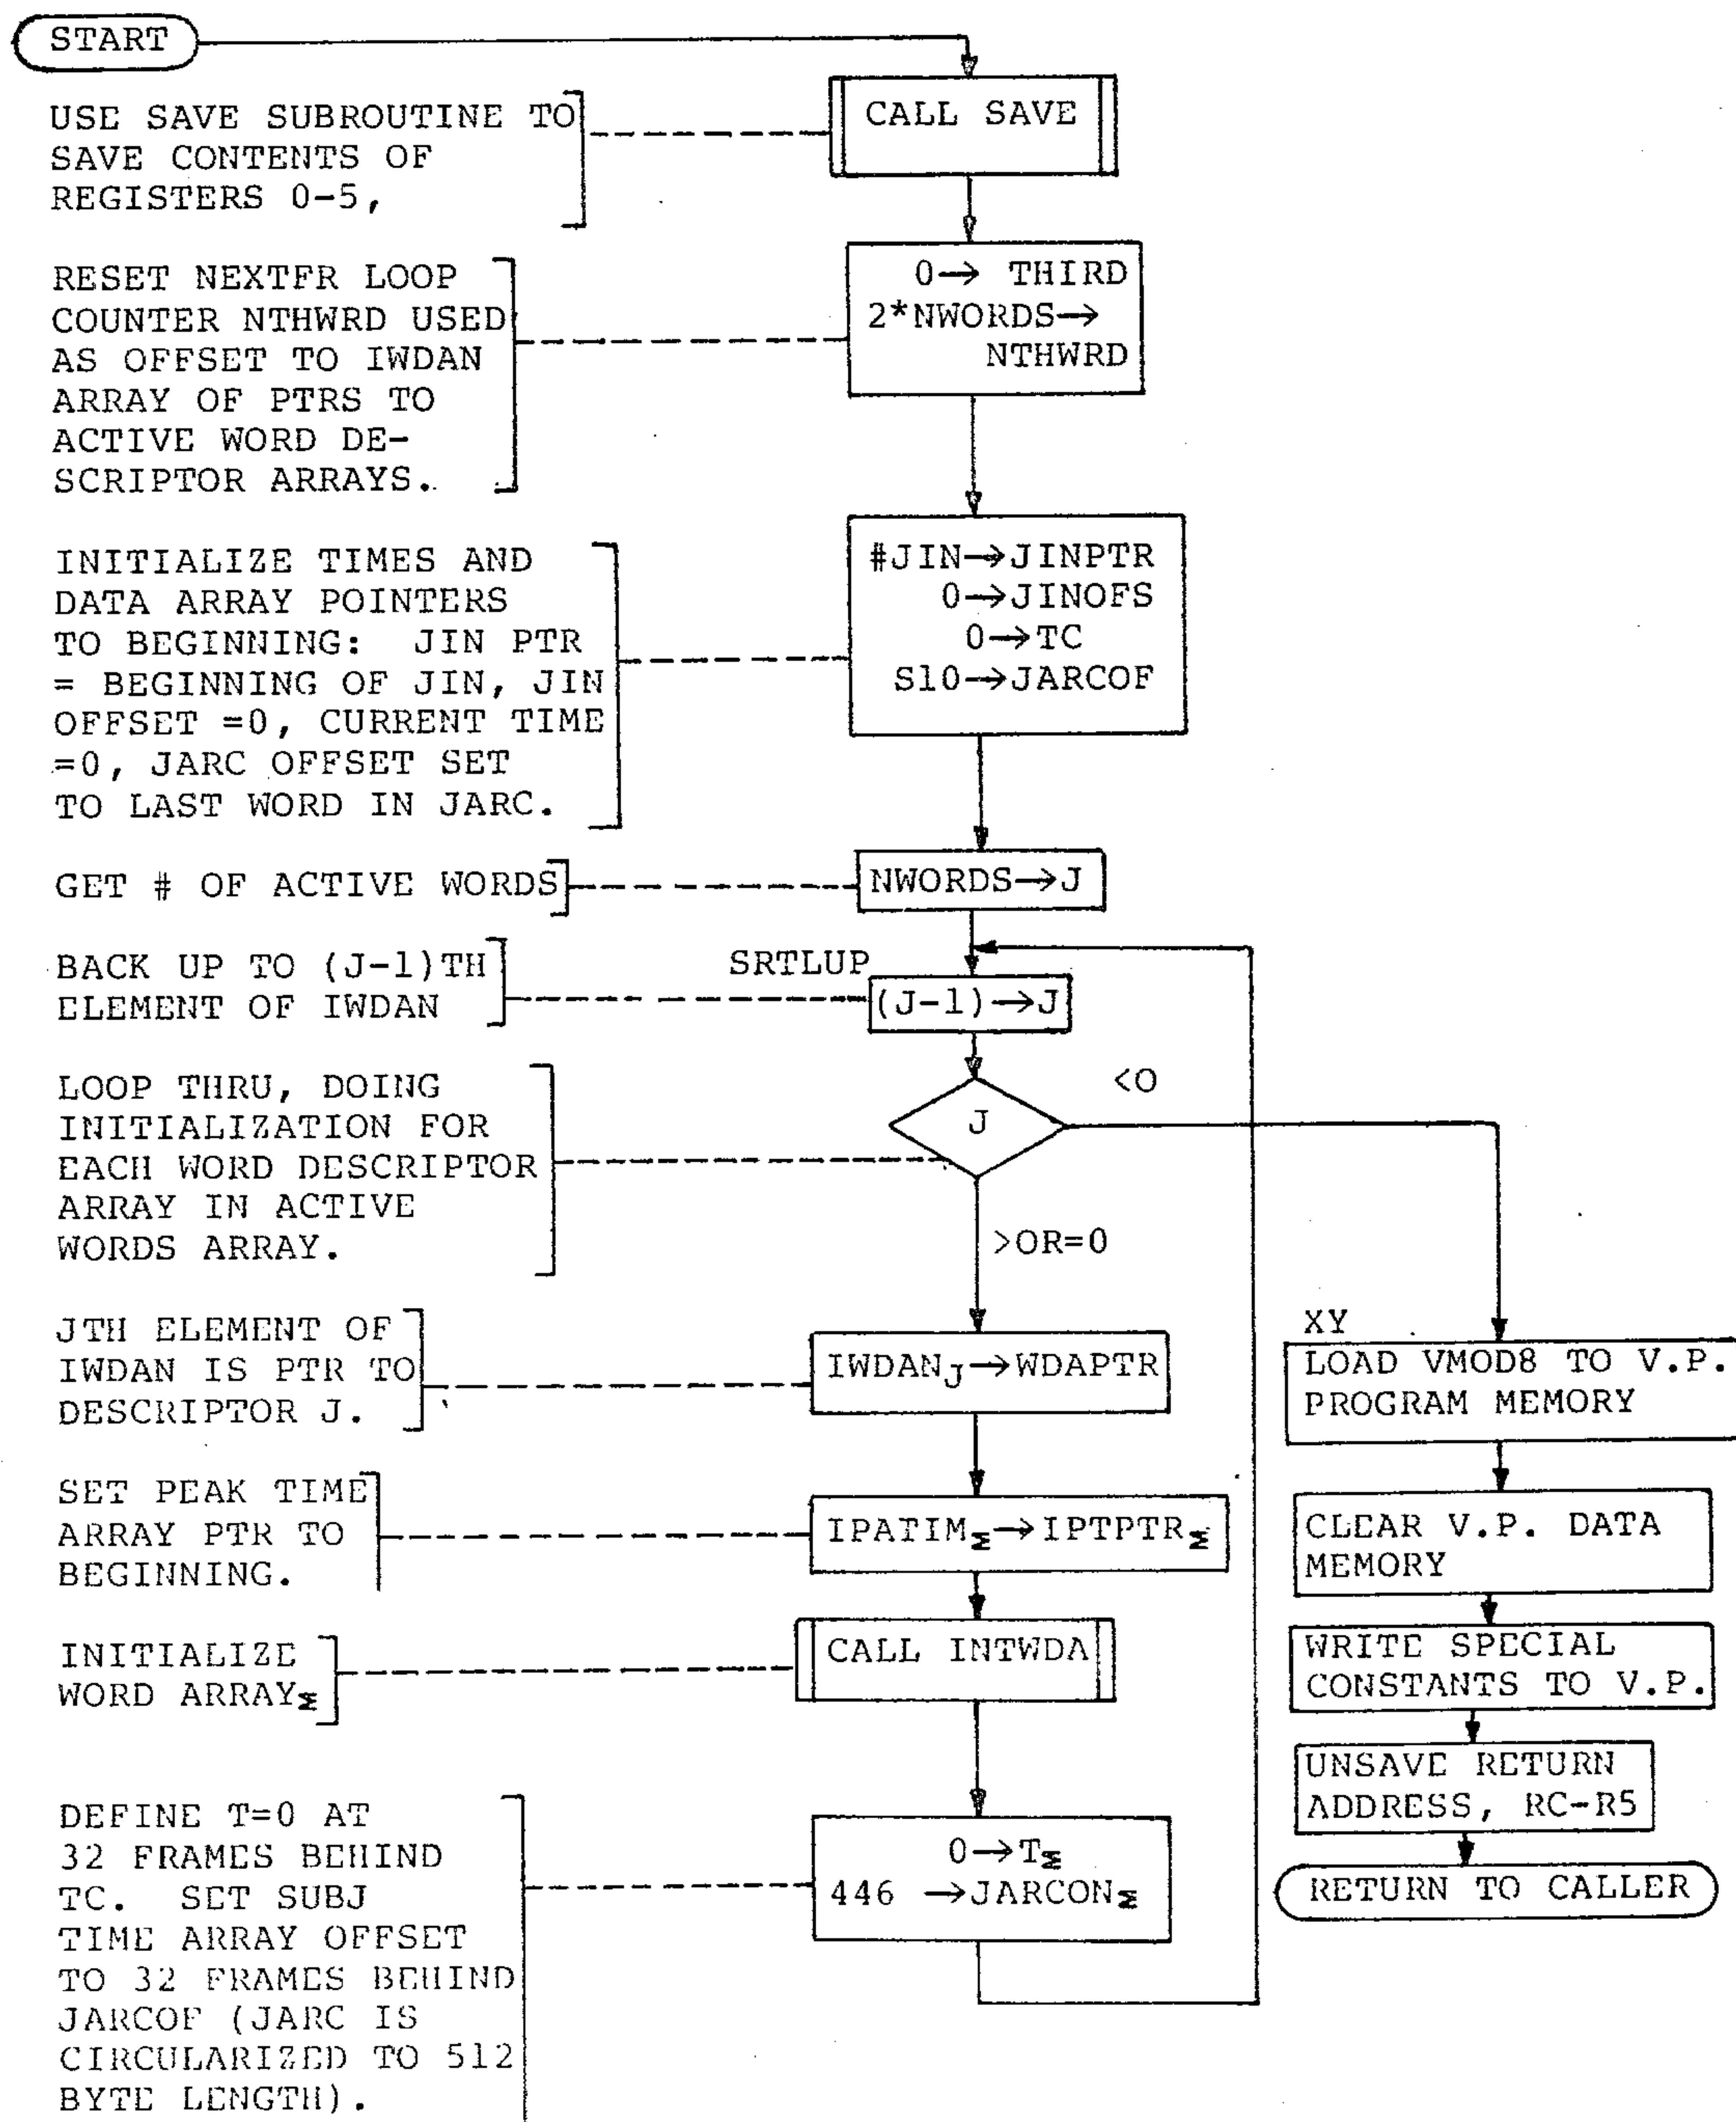 START
CALL SAVE
USE SAVE SUBROUTINE TO
SAVE CONTENTS OF
REGISTERS 0-5,
0→ THIRD
2*NWORDS→
NTHWRD
RESET NEXTFR LOOP
COUNTER NTHWRD USED
AS OFFSET TO IWDAN
ARRAY OF PTRS TO
ACTIVE WORD DE-
SCRIPTOR ARRAYS.
#JIN→JINPTR
0→JINOFS
0→TC
S10→JARCOF
INITIALIZE TIMES AND
DATA ARRAY POINTERS
TO BEGINNING: JIN PTR
= BEGINNING OF JIN, JIN
OFFSET =0, CURRENT TIME
=0, JARC OFFSET SET
TO LAST WORD IN JARC.
GET # OF ACTIVE WORDS
NWORDS→J
BACK UP TO (J-1)TH
ELEMENT OF IWDAN
SRTLUP
(J-1)→J
LOOP THRU, DOING
INITIALIZATION FOR
EACH WORD DESCRIPTOR
ARRAY IN ACTIVE
WORDS ARRAY.
J
<0
>OR=0
JTH ELEMENT OF
IWDAN IS PTR TO
DESCRIPTOR J.
IWDANJ→WDAPTR
SET PEAK TIME
ARRAY PTR TO
BEGINNING.
IPATIMΣ→IPTPTRΣ
INITIALIZE
WORD ARRAYΣ
CALL INTWDA
DEFINE T=0 AT
32 FRAMES BEHIND
TC. SET SUBJ
TIME ARRAY OFFSET
TO 32 FRAMES BEHIND
JARCOF (JARC IS
CIRCULARIZED TO 512
BYTE LENGTH).
0→TΣ
446 →JARCONΣ
XY
LOAD VMOD8 TO V.P.
PROGRAM MEMORY
CLEAR V.P. DATA
MEMORY
WRITE SPECIAL
CONSTANTS TO V.P.
UNSAVE RETURN
ADDRESS, RC-R5
RETURN TO CALLER